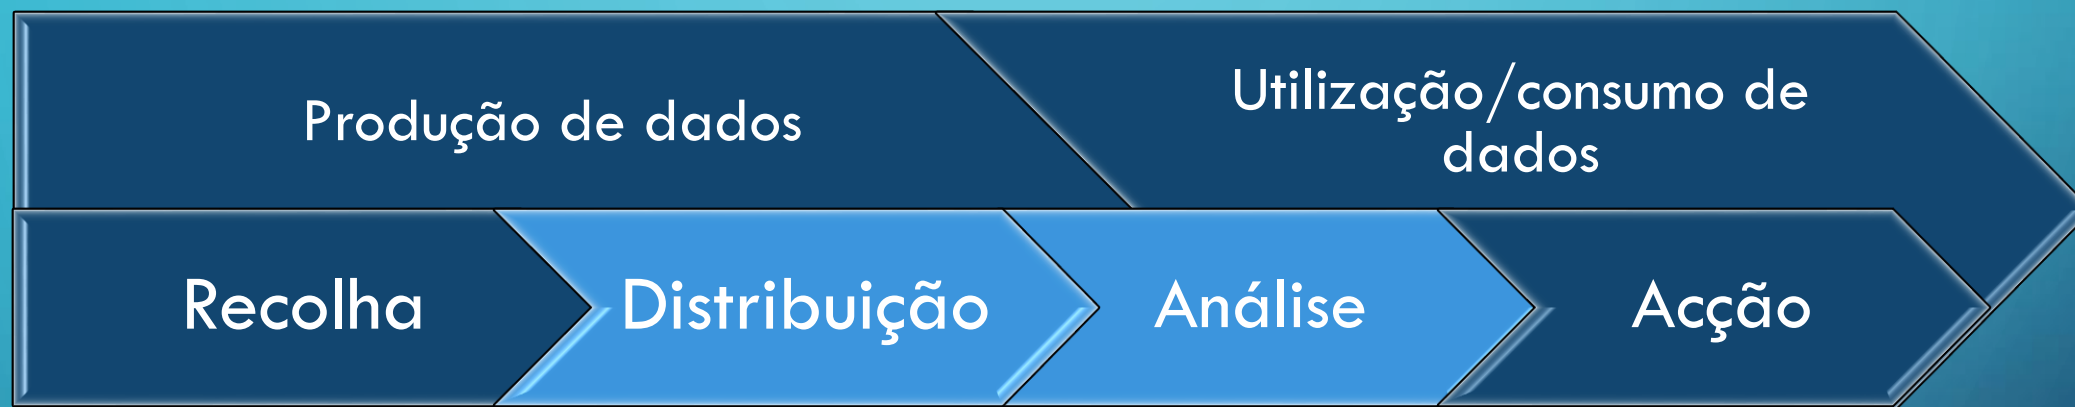 Produção de dados
Utilização/consumo de
dados
Recolha
Distribuição
Análise
Acção